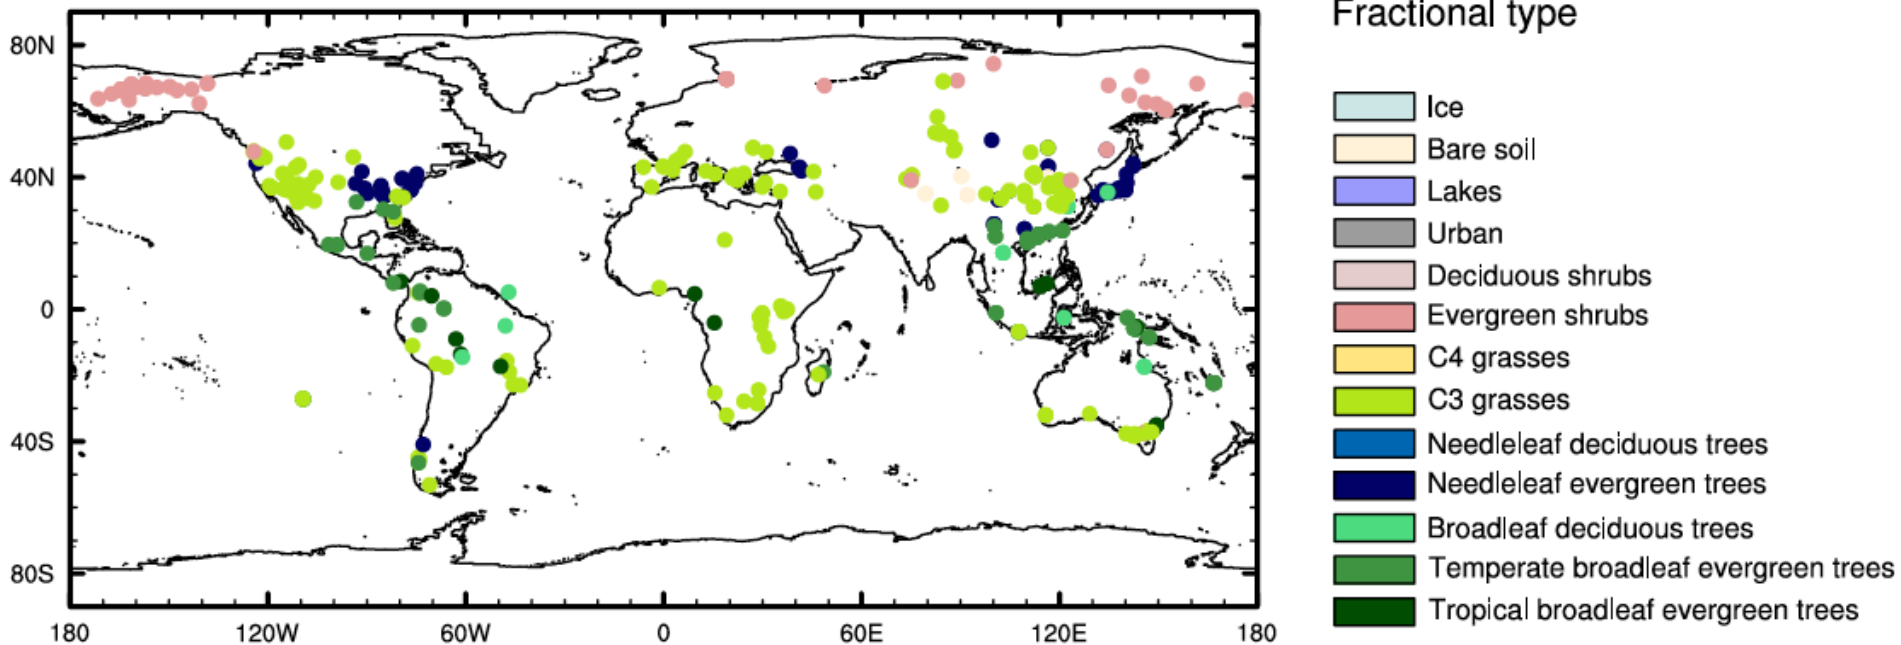 Fractional type
80N
40N
0
40S
80S
180
120W
60W
0
60E
120E
180
Ice
Bare soil
Lakes
Urban
Deciduous shrubs
Evergreen shrubs
C4 grasses
C3 grasses
Needleleaf deciduous trees
Needleleaf evergreen trees
Broadleaf deciduous trees
Temperate broadleaf evergreen trees
Tropical broadleaf evergreen trees